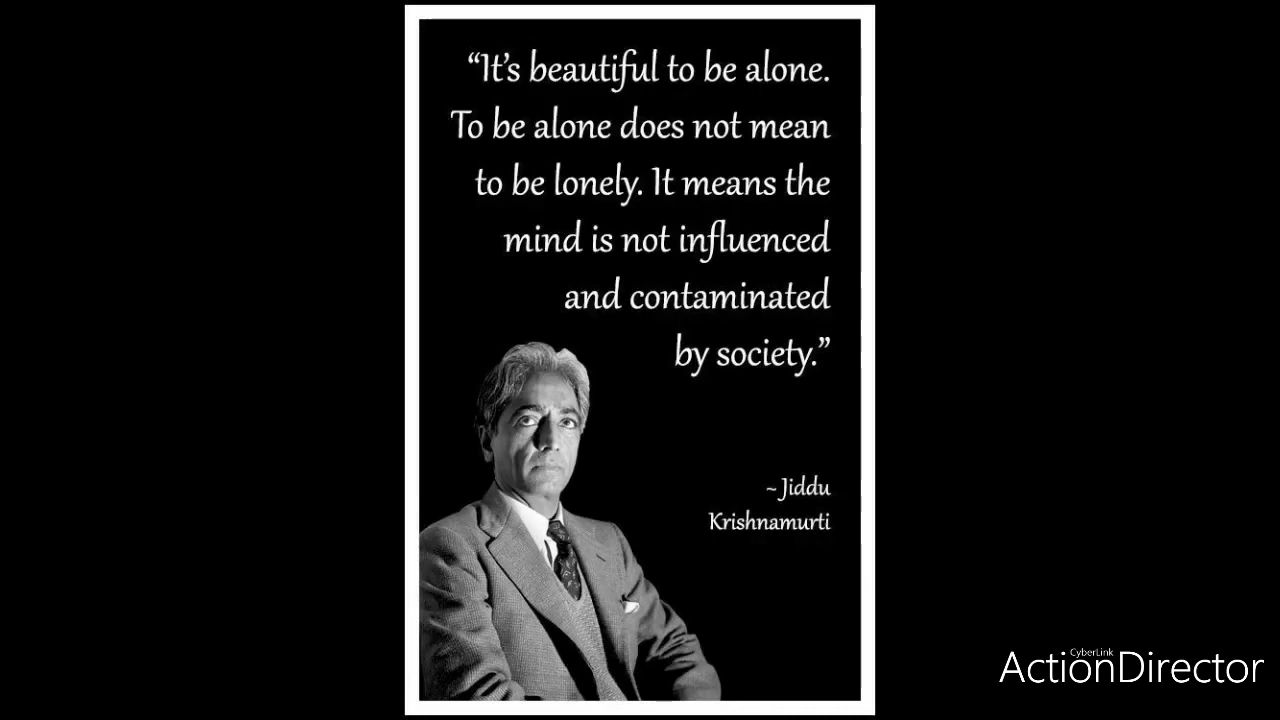 “It’s beautiful to be alone.
To be alone does not mean
to be lonely. It means the
mind is not influenced
and contaminated
by society.”
~ Jiddu
Krishnamurti
CyberLink
ActionDirector